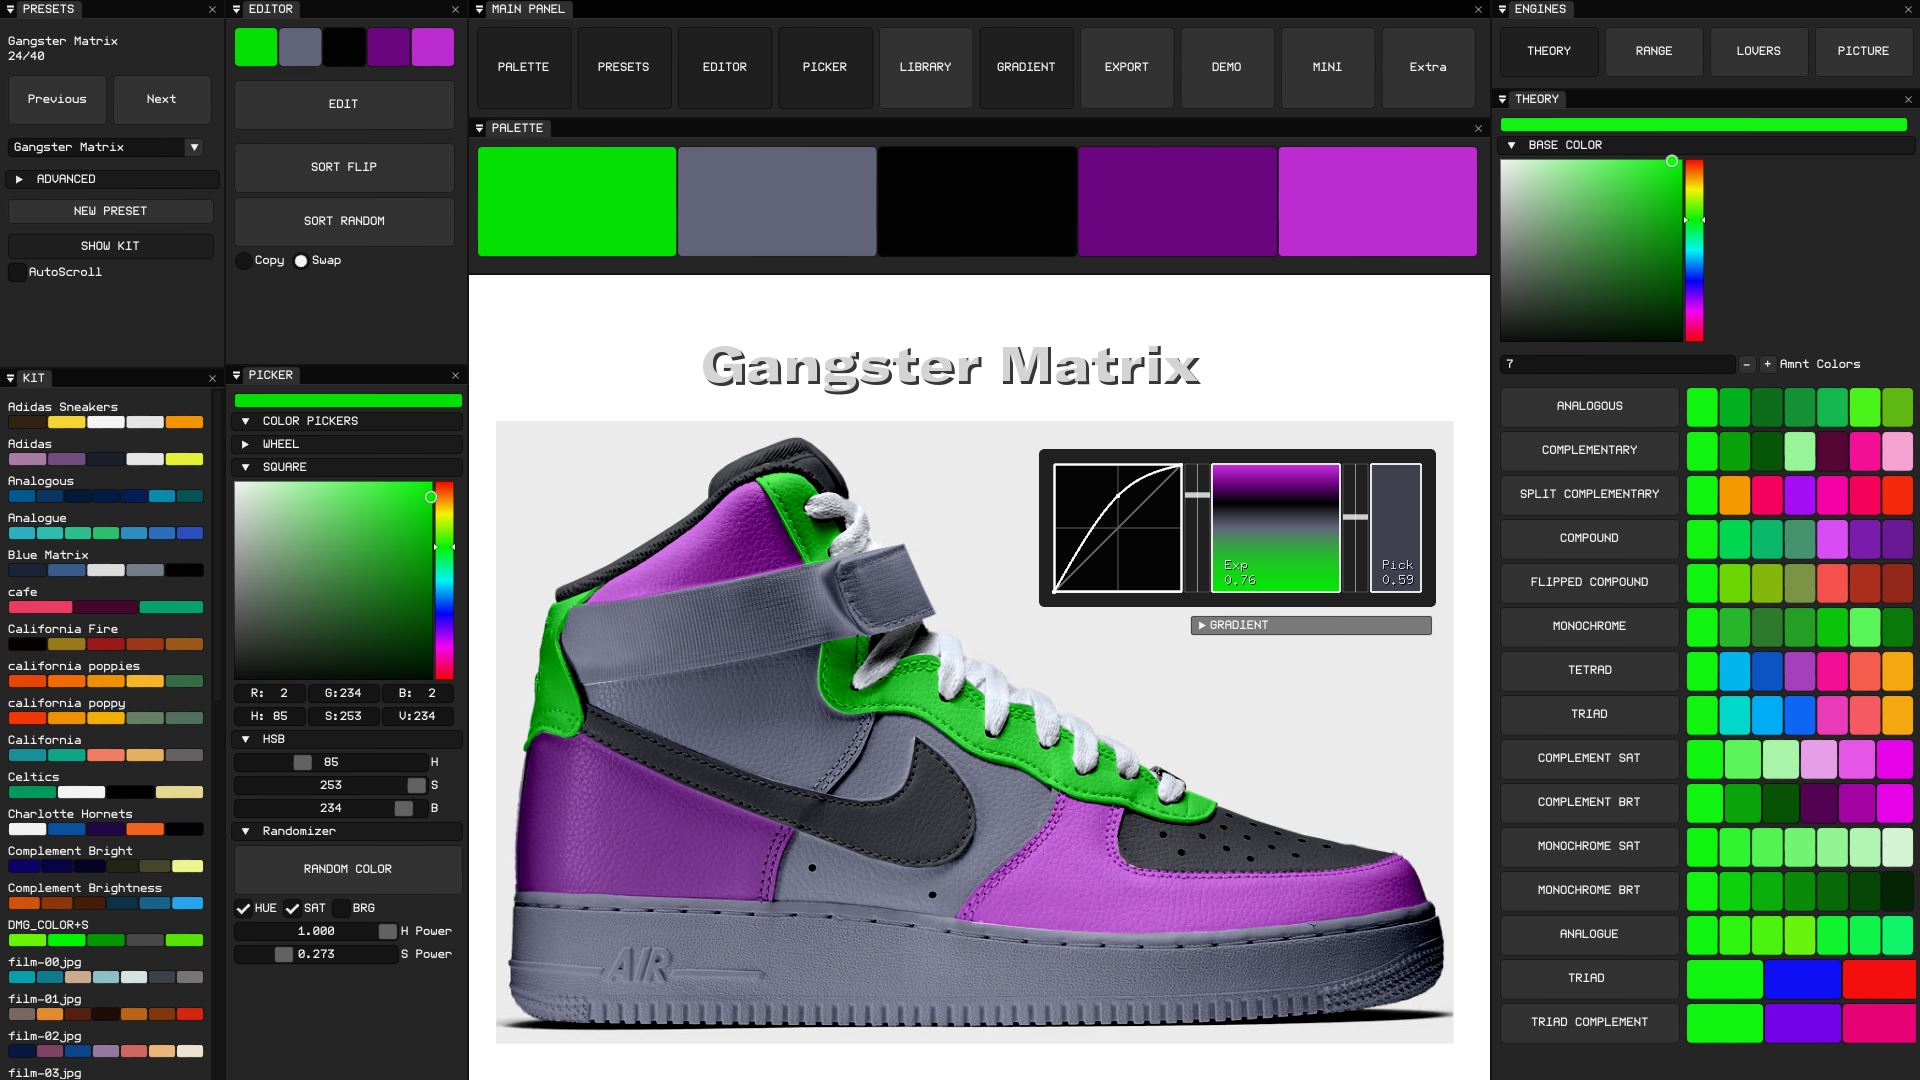 PRESETS
Gangster Matrix
24/40
Previous
Next
Gangster Matrix
ADVANCED
NEW PRESET
SHOW KIT
AutoScroll
KIT
Adidas Sneakers
Adidas
Analogous
Analogue
Blue Matrix
cafe
California Fire
california poppies
california poppy
California
Celtics
Charlotte Hornets
Complement Bright
Complement Brightness
DMG_COLOR+S
film-00jpg
film-01jpg
film-02jpg
film-03jpg
EDITOR
EDIT
SORT FLIP
SORT RANDOM
Copy
Swap
PICKER
COLOR PICKERS
WHEEL
SQUARE
R: 2
G:234
B: 2
H: 85
S:253
V:234
HSB
85
H
253
S
234
B
Randomizer
RANDOM COLOR
HUE
SAT
BRG
1.000
H Power
0.273
S Power
MAIN PANEL
PALETTE
PRESETS
EDITOR
PICKER
LIBRARY
GRADIENT
EXPORT
DEMO
MINI
Extra
PALETTE
Gangster Matrix
Exp
0.76
Pick
0.59
GRADIENT
AIR
ENGINES
THEORY
RANGE
LOVERS
PICTURE
THEORY
BASE COLOR
7
- + Amnt Colors
ANALOGOUS
COMPLEMENTARY
SPLIT COMPLEMENTARY
COMPOUND
FLIPPED COMPOUND
MONOCHROME
TETRAD
TRIAD
COMPLEMENT SAT
COMPLEMENT BRT
MONOCHROME SAT
MONOCHROME BRT
ANALOGUE
TRIAD
TRIAD COMPLEMENT